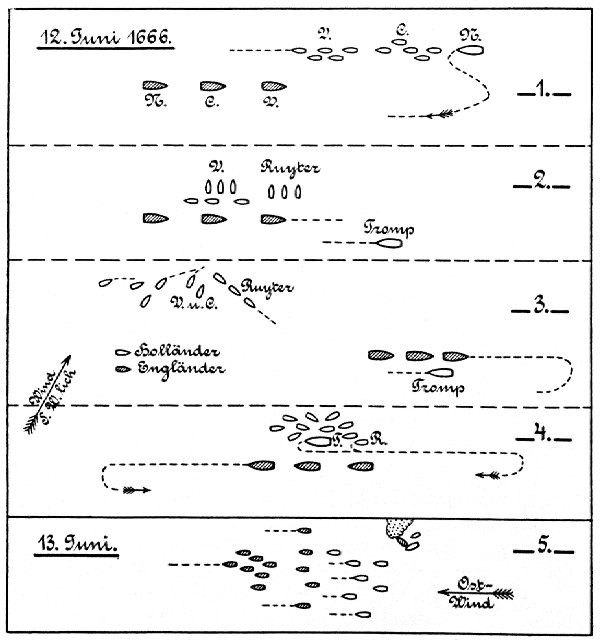 12. Juni 1666.
V. C. N.
N. C. V.
1.
V. Ruyter
2.
Tromp
Ruyter
V. u. C.
3.
Holländer
Engländer
Tromp
Wind
S. W. lich
T. R.
4.
13. Juni.
5.
Ost-
Wind